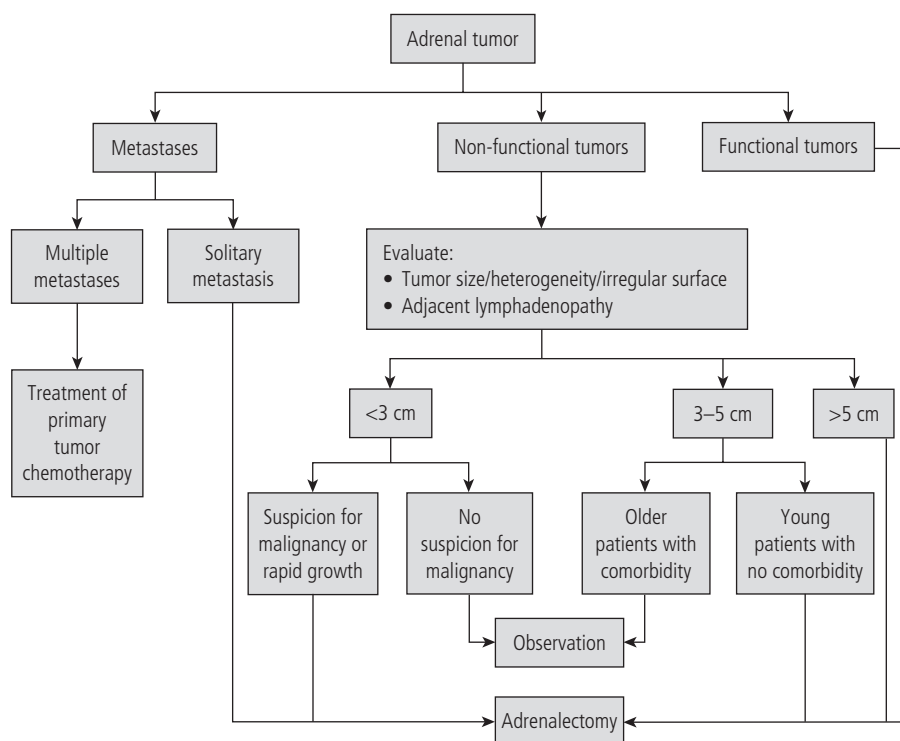 Adrenal tumor
Metastases
Non-functional tumors
Functional tumors
Multiple
metastases
Solitary
metastasis
Evaluate:
• Tumor size/heterogeneity/irregular surface
• Adjacent lymphadenopathy
Treatment of
primary
tumor
chemotherapy
<3 cm
3–5 cm
>5 cm
Suspicion for
malignancy or
rapid growth
No
suspicion for
malignancy
Older
patients with
comorbidity
Young
patients with
no comorbidity
Observation
Adrenalectomy